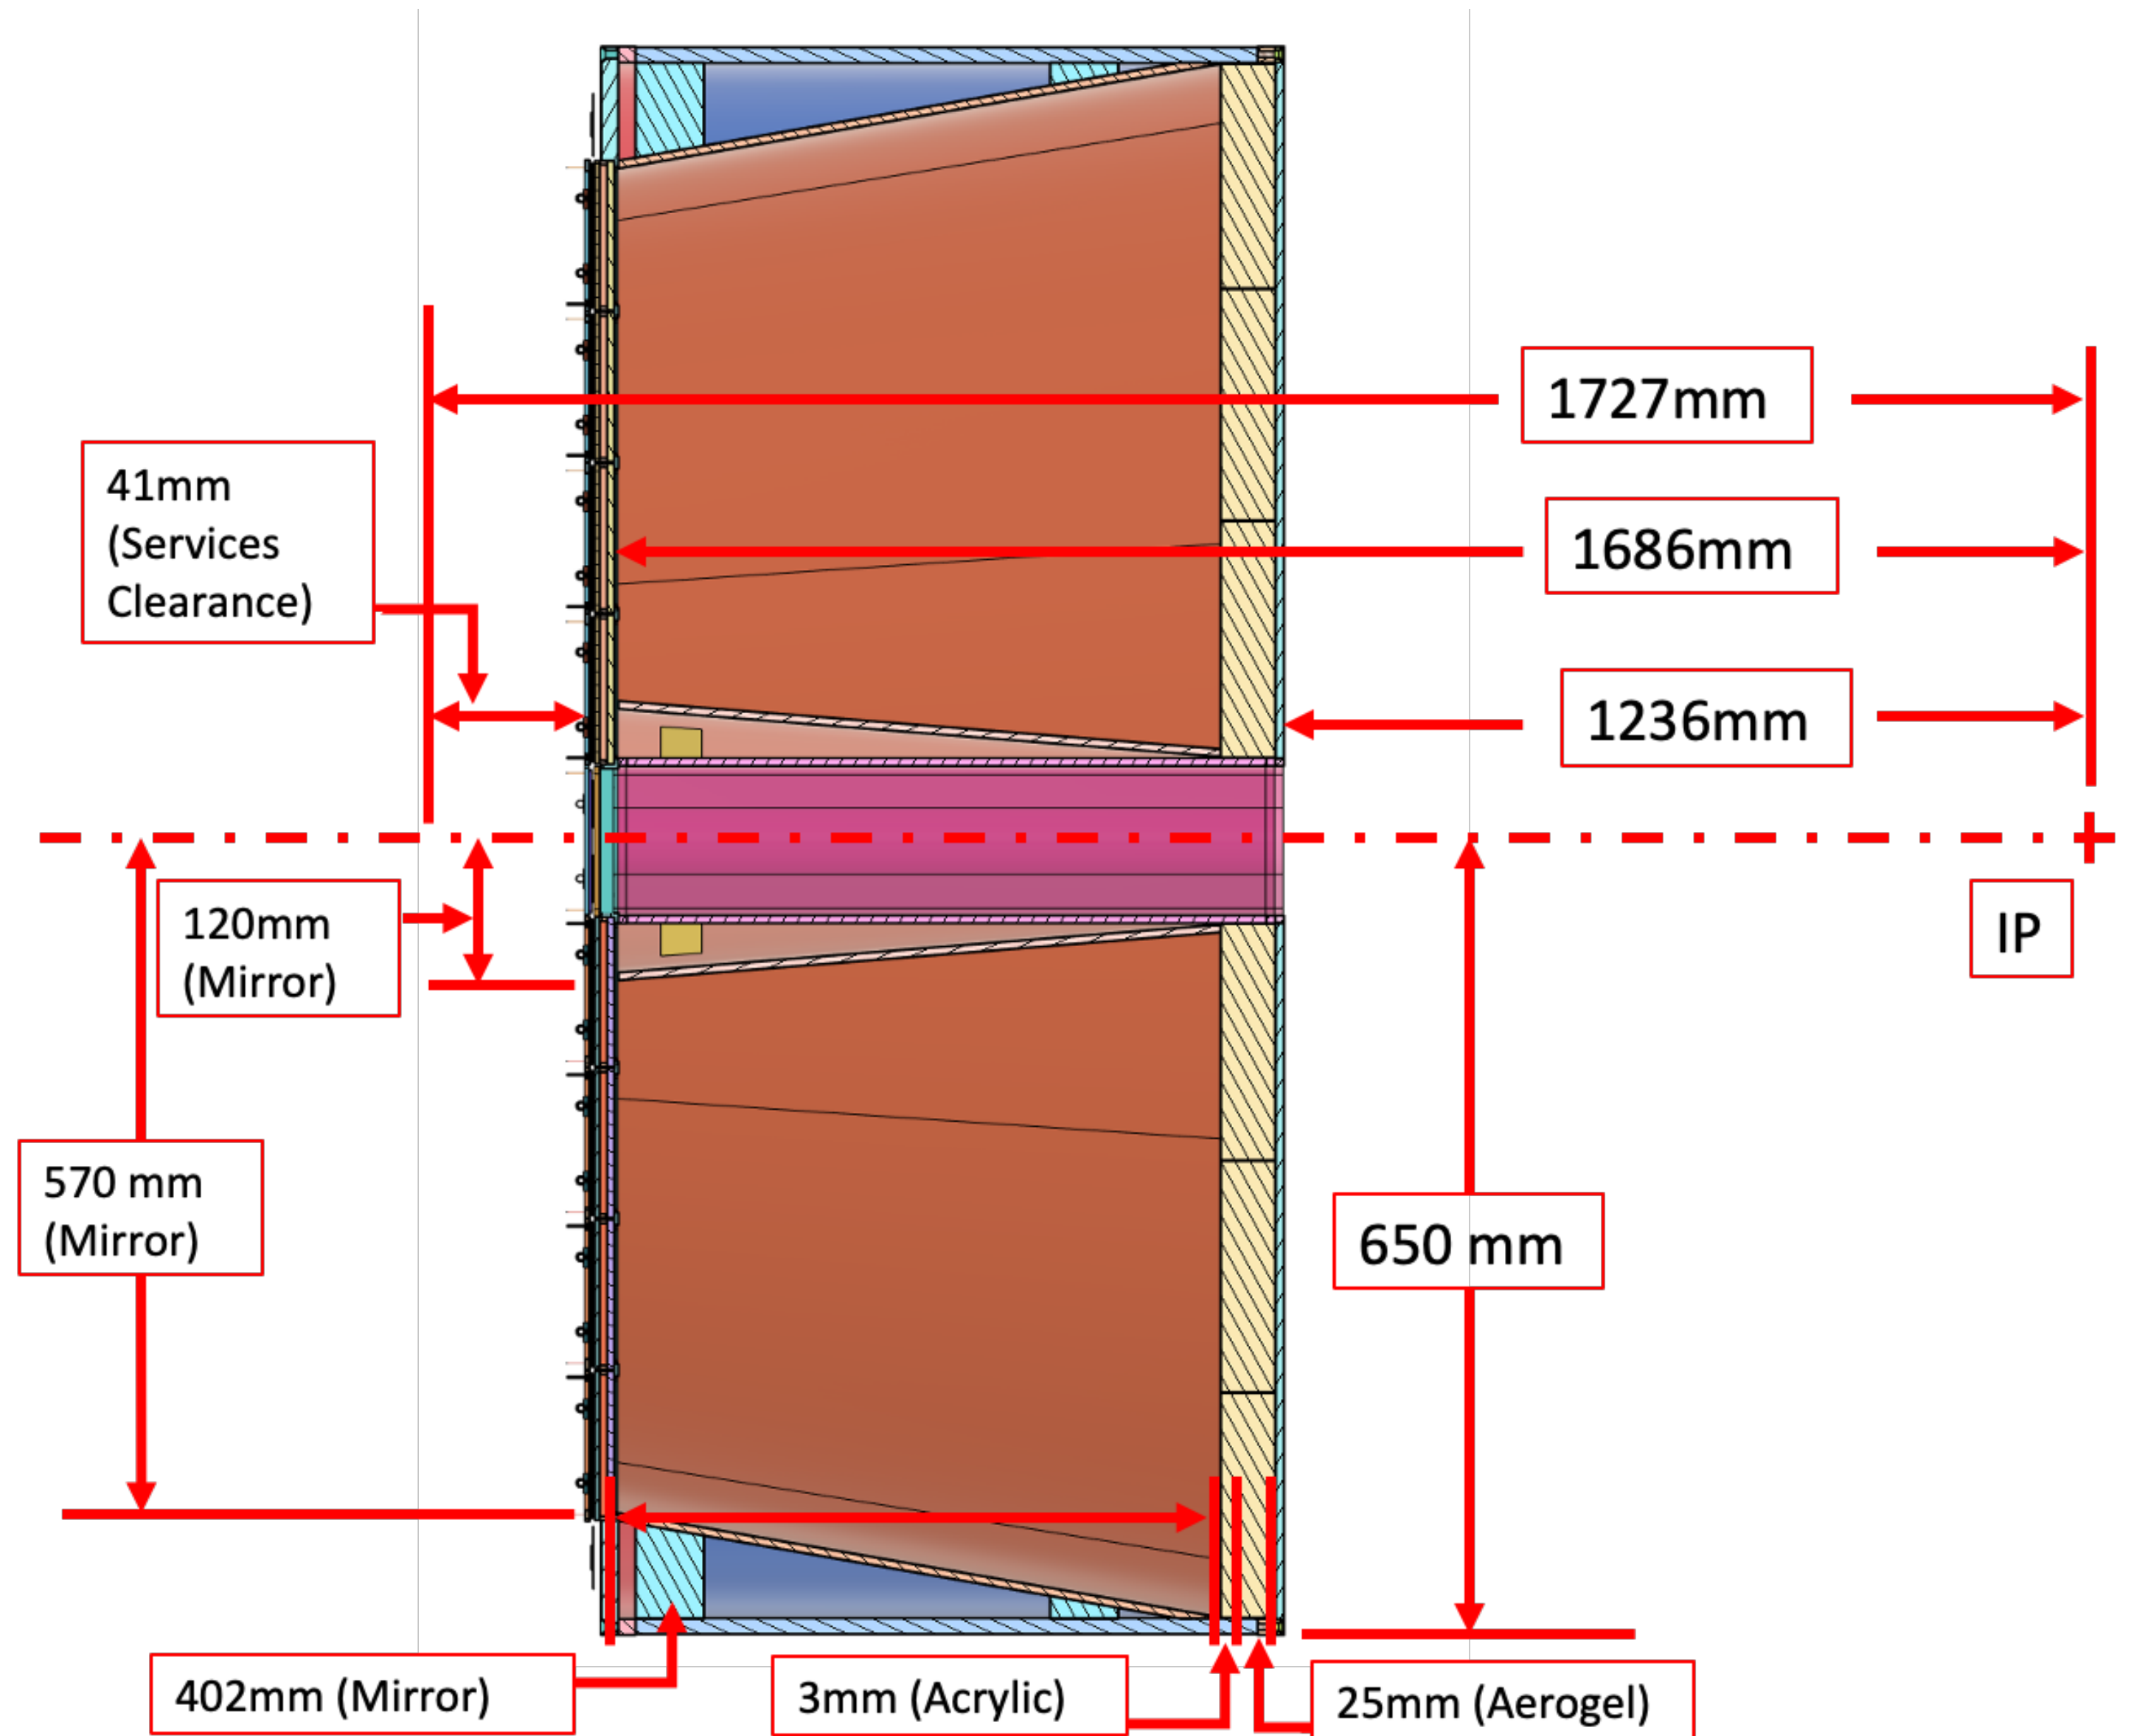 1727mm
41mm
(Services
Clearance)
1686mm
1236mm
120mm
(Mirror)
IP
570 mm
(Mirror)
650 mm
402mm (Mirror)
3mm (Acrylic)
25mm (Aerogel)